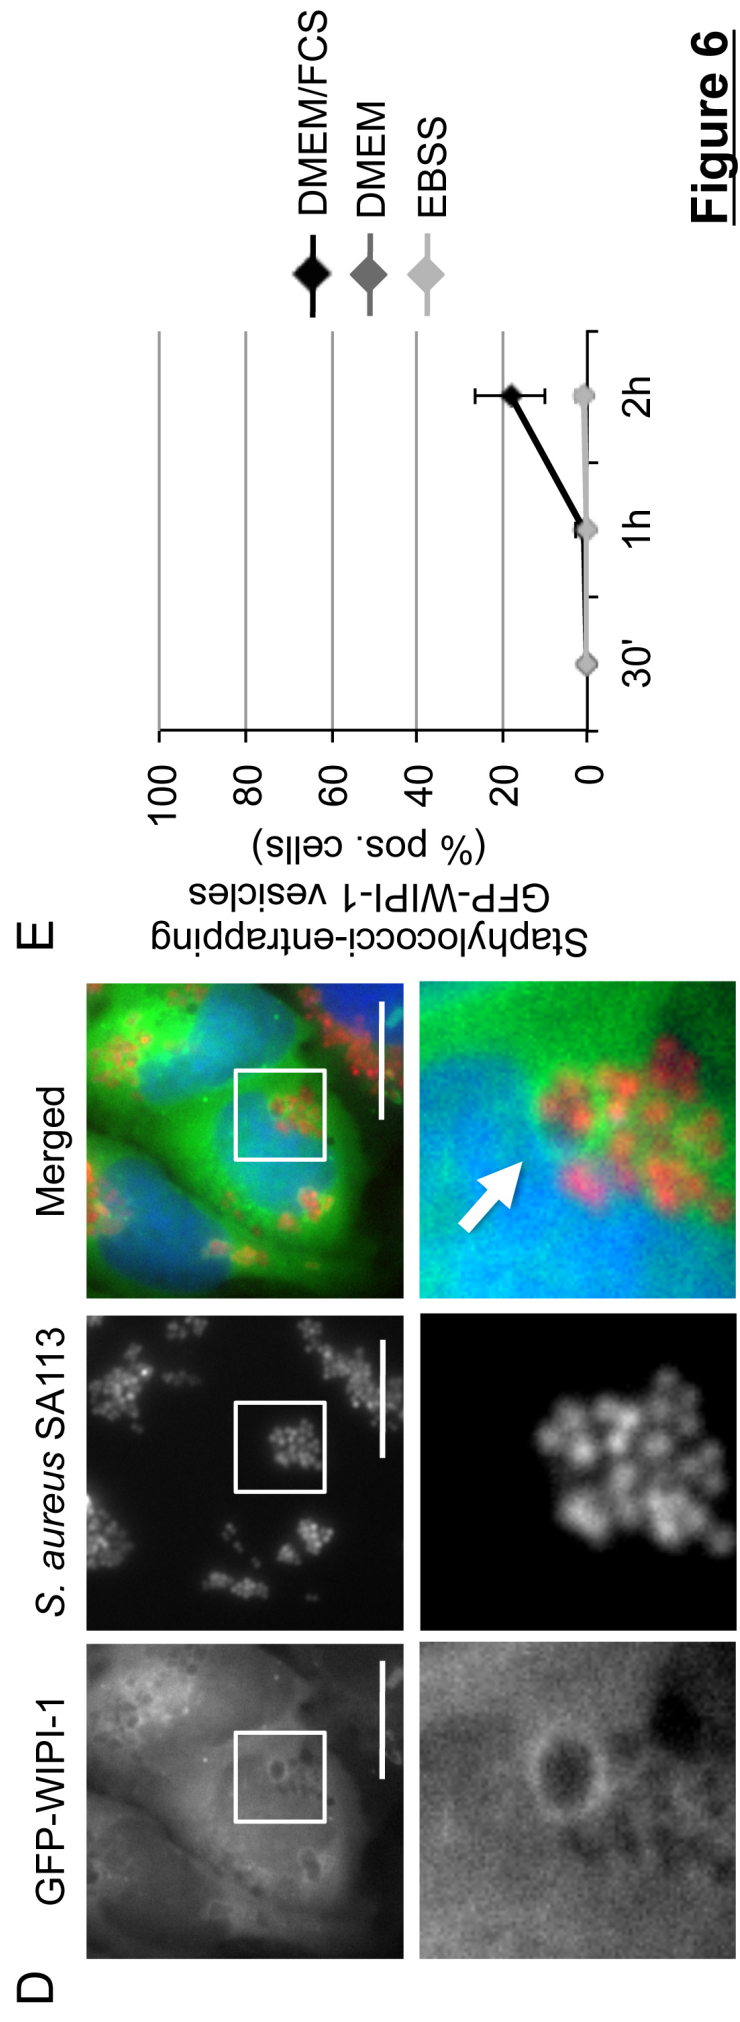 D
GFP-WIPI-1
S. aureus SA113
Merged
E
Staphylococci-entrapping
GFP-WIPI-1 vesicles
(% pos. cells)
100
80
60
40
20
0
30'
1h
2h
DMEM/FCS
DMEM
EBSS
Figure 6